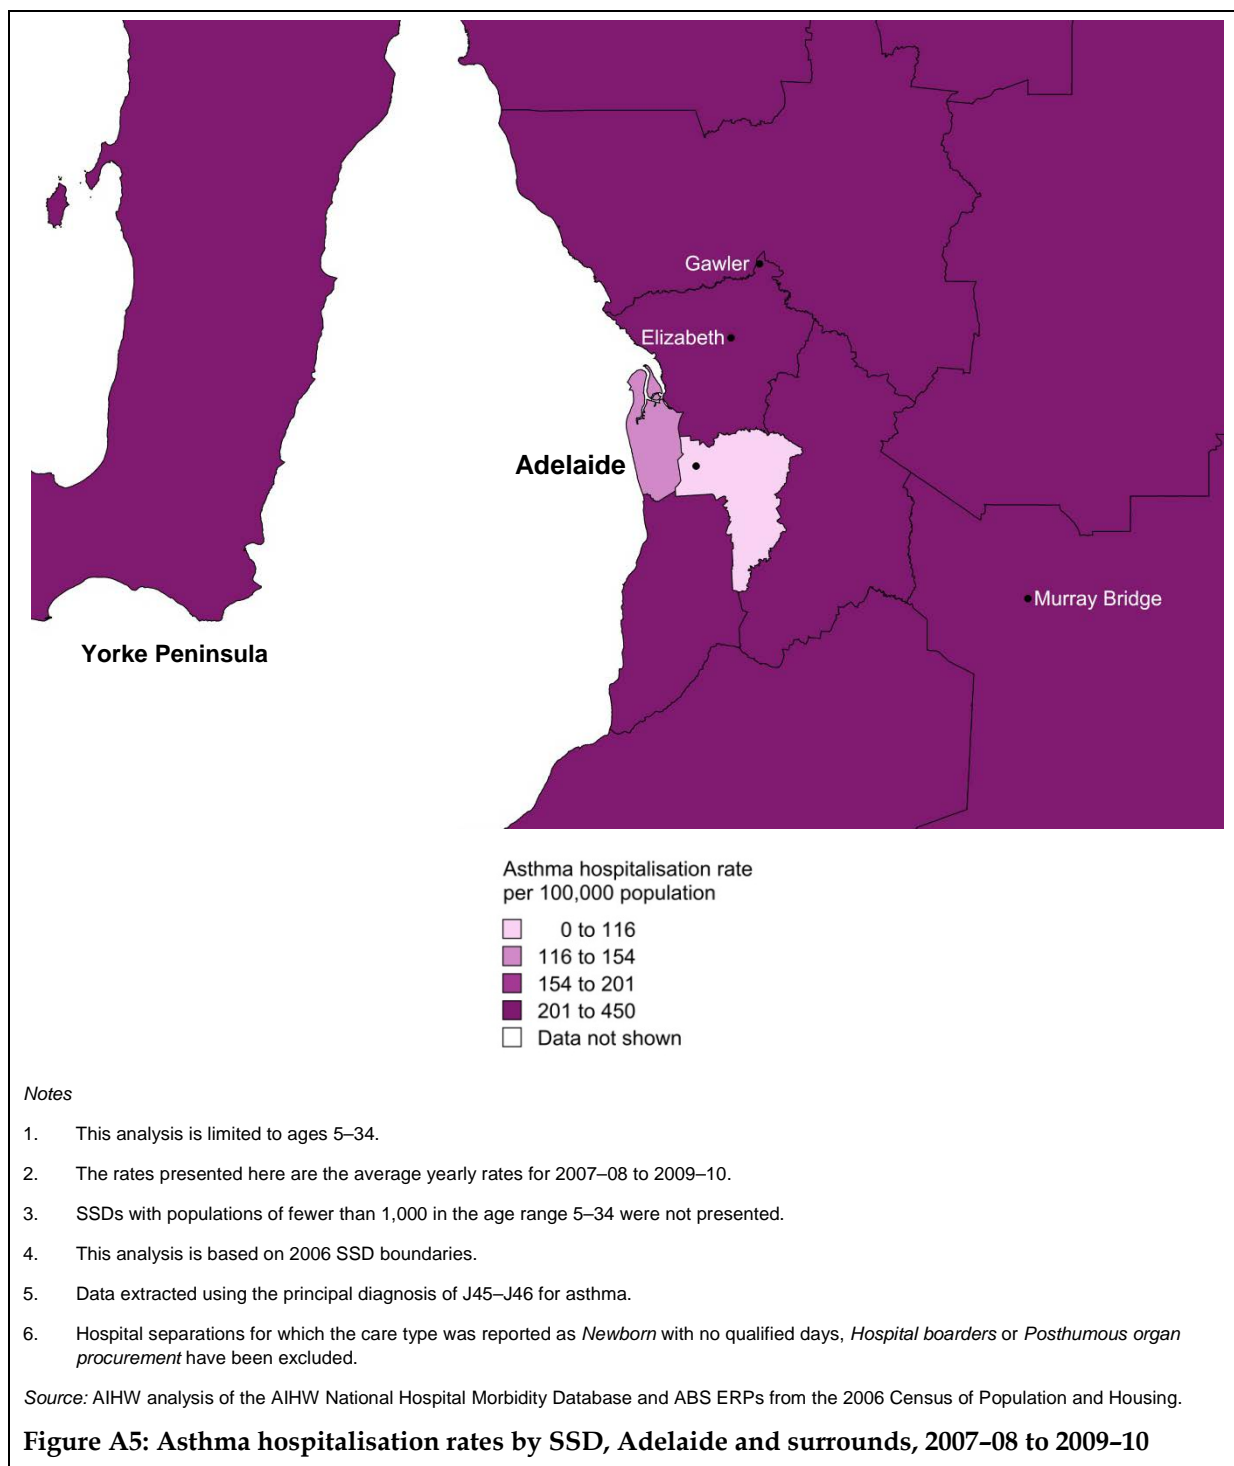 Gawler
Elizabeth
Adelaide
Murray Bridge
Yorke Peninsula
Asthma hospitalisation rate
per 100,000 population
0 to 116
116 to 154
154 to 201
201 to 450
Data not shown
Notes
1. This analysis is limited to ages 5–34.
2. The rates presented here are the average yearly rates for 2007–08 to 2009–10.
3. SSDs with populations of fewer than 1,000 in the age range 5–34 were not presented.
4. This analysis is based on 2006 SSD boundaries.
5. Data extracted using the principal diagnosis of J45–J46 for asthma.
6. Hospital separations for which the care type was reported as Newborn with no qualified days, Hospital boarders or Posthumous organ
procurement have been excluded.
Source: AIHW analysis of the AIHW National Hospital Morbidity Database and ABS ERPs from the 2006 Census of Population and Housing.
Figure A5: Asthma hospitalisation rates by SSD, Adelaide and surrounds, 2007–08 to 2009–10